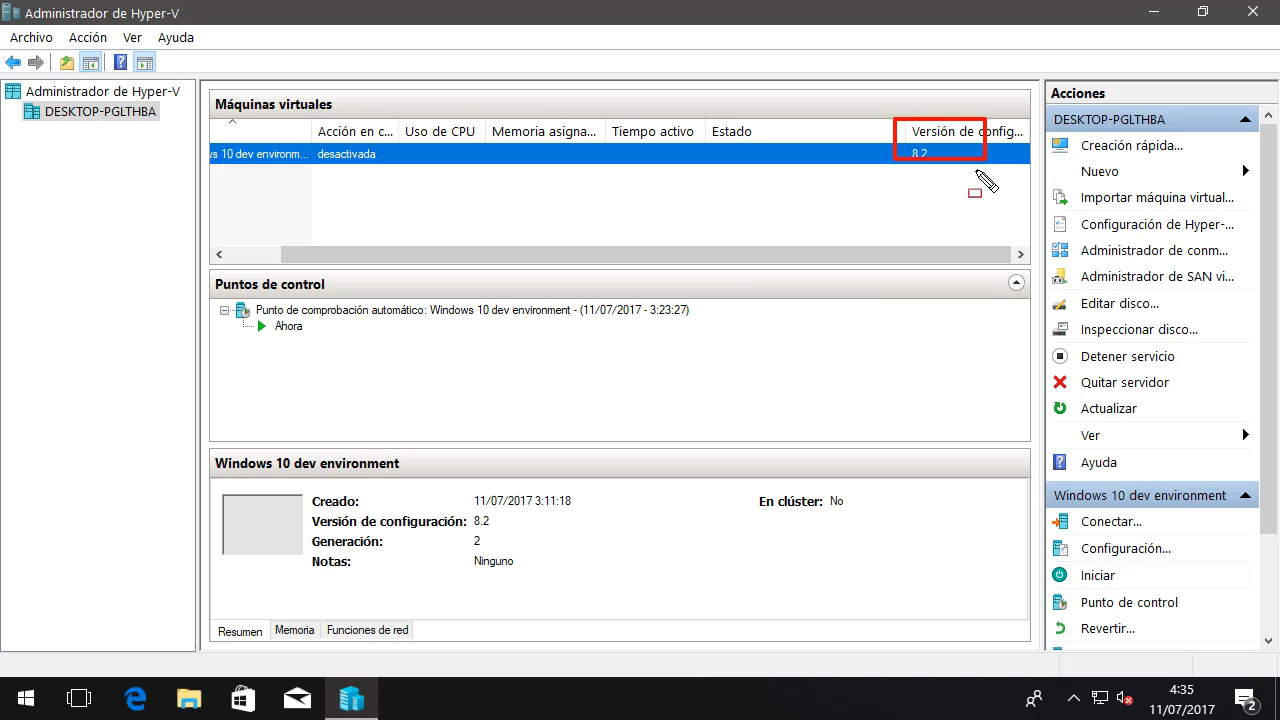 Administrador de Hyper-V
Archivo Acción Ver Ayuda
Administrador de Hyper-V
DESKTOP-PGLTHBA
Máquinas virtuales
Acción en c... Uso de CPU Memoria asigna... Tiempo activo Estado Versión de config...
s 10 dev environm... desactivada 8.2
Puntos de control
Punto de comprobación automático: Windows 10 dev environment - (11/07/2017 - 3:23:27)
Ahora
Windows 10 dev environment
Creado: 11/07/2017 3:11:18 En clúster: No
Versión de configuración: 8.2
Generación: 2
Notas: Ninguno
Resumen Memoria Funciones de red
Acciones
DESKTOP-PGLTHBA
Creación rápida...
Nuevo
Importar máquina virtual...
Configuración de Hyper-...
Administrador de conm...
Administrador de SAN vi...
Editar disco...
Inspeccionar disco...
Detener servicio
Quitar servidor
Actualizar
Ver
Ayuda
Windows 10 dev environment
Conectar...
Configuración...
Iniciar
Punto de control
Revertir...
4:35
11/07/2017
2